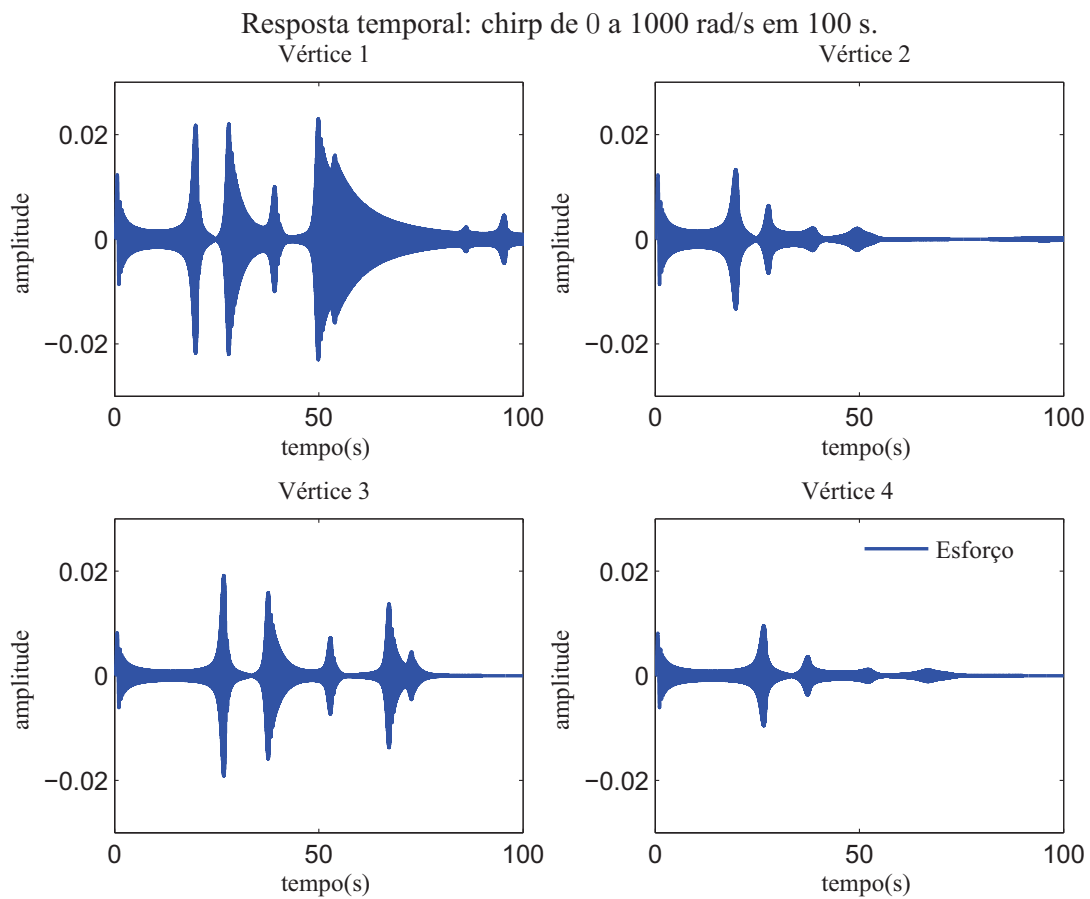 Resposta temporal: chirp de 0 a 1000 rad/s em 100 s.
Vértice 1
0.02
0
−0.02
amplitude
0
50
100
tempo(s)
Vértice 2
0.02
0
−0.02
amplitude
0
50
100
tempo(s)
Vértice 3
0.02
0
−0.02
amplitude
0
50
100
tempo(s)
Vértice 4
Esforço
0.02
0
−0.02
amplitude
0
50
100
tempo(s)